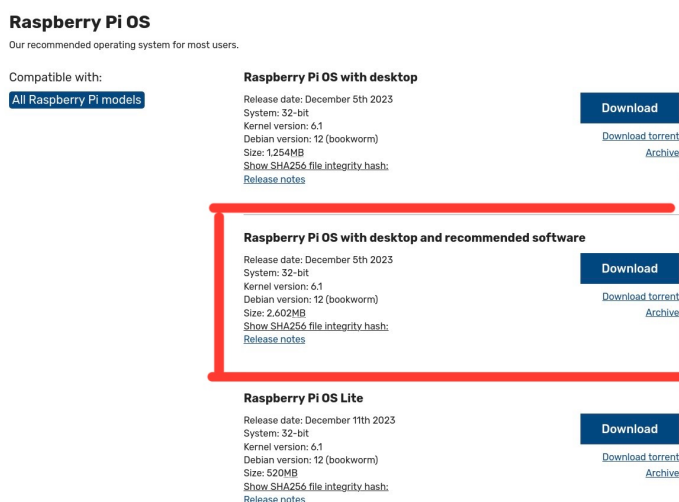 Raspberry Pi OS
Our recommended operating system for most users.
Compatible with:
All Raspberry Pi models
Raspberry Pi OS with desktop
Release date: December 5th 2023
System: 32-bit
Kernel version: 6.1
Debian version: 12 (bookworm)
Size: 1,254MB
Show SHA256 file integrity hash:
Release notes
Download
Download torrent
Archive
Raspberry Pi OS with desktop and recommended software
Release date: December 5th 2023
System: 32-bit
Kernel version: 6.1
Debian version: 12 (bookworm)
Size: 2,602MB
Show SHA256 file integrity hash:
Release notes
Download
Download torrent
Archive
Raspberry Pi OS Lite
Release date: December 11th 2023
System: 32-bit
Kernel version: 6.1
Debian version: 12 (bookworm)
Size: 520MB
Show SHA256 file integrity hash:
Release notes
Download
Download torrent
Archive